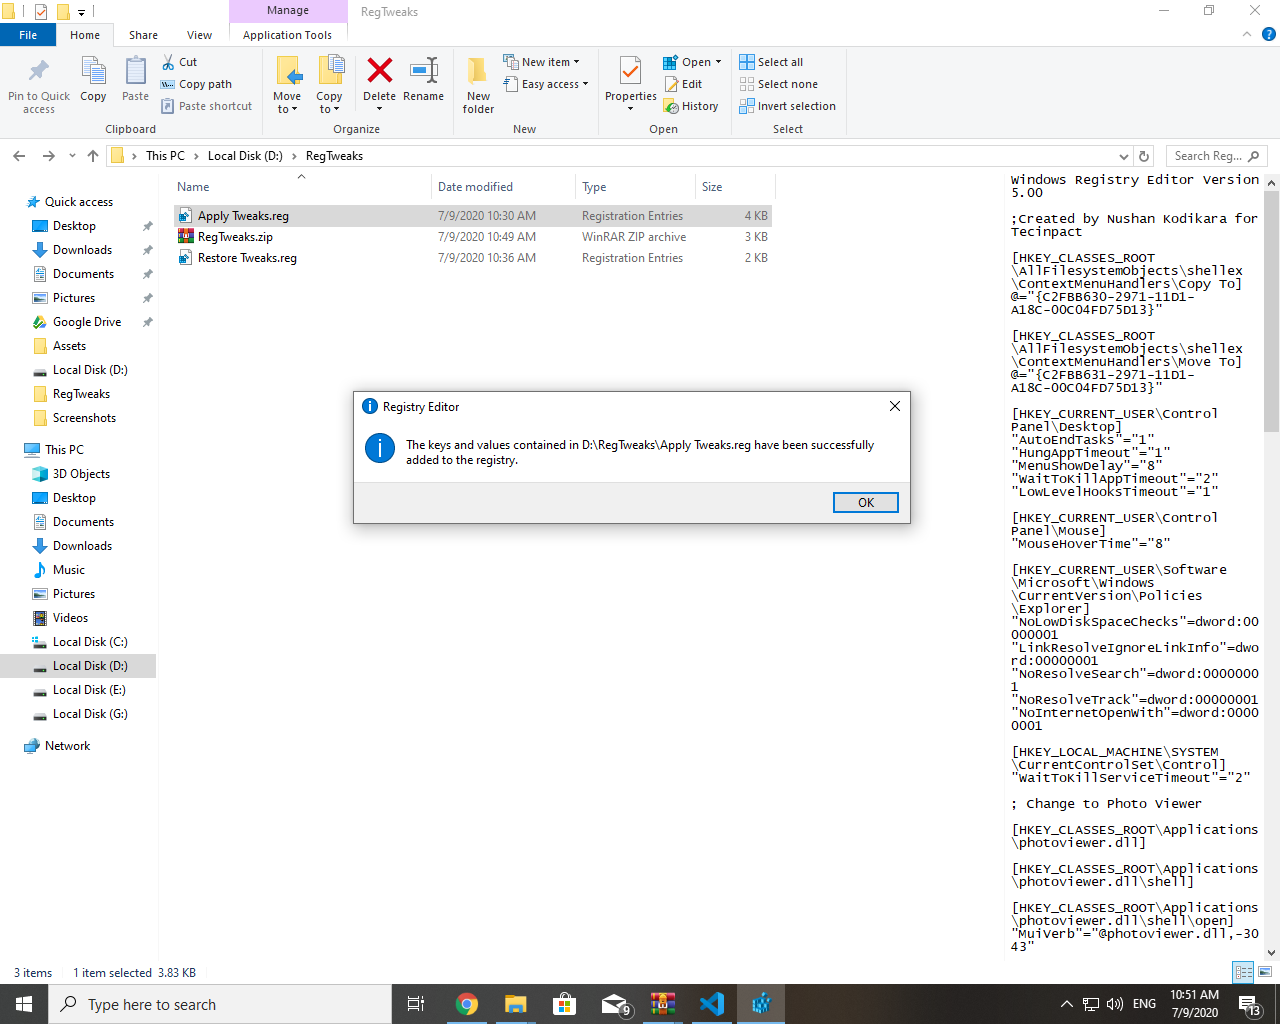 Manage
RegTweaks
File
Home
Share
View
Application Tools
Pin to Quick access
Copy
Paste
Cut
Copy path
Paste shortcut
Clipboard
Move to
Copy to
Delete
Rename
Organize
New folder
New item
Easy access
New
Properties
Open
Edit
History
Open
Select all
Select none
Invert selection
Select
This PC
Local Disk (D:)
RegTweaks
Search Reg...
Quick access
Desktop
Downloads
Documents
Pictures
Google Drive
Assets
Local Disk (D:)
RegTweaks
Screenshots
This PC
3D Objects
Desktop
Documents
Downloads
Music
Pictures
Videos
Local Disk (C:)
Local Disk (D:)
Local Disk (E:)
Local Disk (G:)
Network
Name Date modified Type Size
Apply Tweaks.reg 7/9/2020 10:30 AM Registration Entries 4 KB
RegTweaks.zip 7/9/2020 10:49 AM WinRAR ZIP archive 3 KB
Restore Tweaks.reg 7/9/2020 10:36 AM Registration Entries 2 KB
Registry Editor
The keys and values contained in D:\RegTweaks\Apply Tweaks.reg have been successfully
added to the registry.
OK
Windows Registry Editor Version
5.00
;Created by Nushan Kodikara for
Tecinpact
[HKEY_CLASSES_ROOT
\AllFilesystemObjects\shellex
\ContextMenuHandlers\Copy To]
@="{C2FBB630-2971-11D1-
A18C-00C04FD75D13}"
[HKEY_CLASSES_ROOT
\AllFilesystemObjects\shellex
\ContextMenuHandlers\Move To]
@="{C2FBB631-2971-11D1-
A18C-00C04FD75D13}"
[HKEY_CURRENT_USER\Control
Panel\Desktop]
"AutoEndTasks"="1"
"HungAppTimeout"="1"
"MenuShowDelay"="8"
"WaitToKillAppTimeout"="2"
"LowLevelHooksTimeout"="1"
[HKEY_CURRENT_USER\Control
Panel\Mouse]
"MouseHoverTime"="8"
[HKEY_CURRENT_USER\Software
\Microsoft\Windows
\CurrentVersion\Policies
\Explorer]
"NoLowDiskSpaceChecks"=dword:00
000001
"LinkResolveIgnoreLinkInfo"=dwo
rd:00000001
"NoResolveSearch"=dword:0000000
1
"NoResolveTrack"=dword:00000001
"NoInternetOpenWith"=dword:0000
0001
[HKEY_LOCAL_MACHINE\SYSTEM
\CurrentControlSet\Control]
"WaitToKillServiceTimeout"="2"
; Change to Photo Viewer
[HKEY_CLASSES_ROOT\Applications
\photoviewer.dll]
[HKEY_CLASSES_ROOT\Applications
\photoviewer.dll\shell]
[HKEY_CLASSES_ROOT\Applications
\photoviewer.dll\shell\open]
"MuiVerb"="@photoviewer.dll,-30
43"
3 items
1 item selected 3.83 KB
Type here to search
9
ENG
10:51 AM
7/9/2020
13